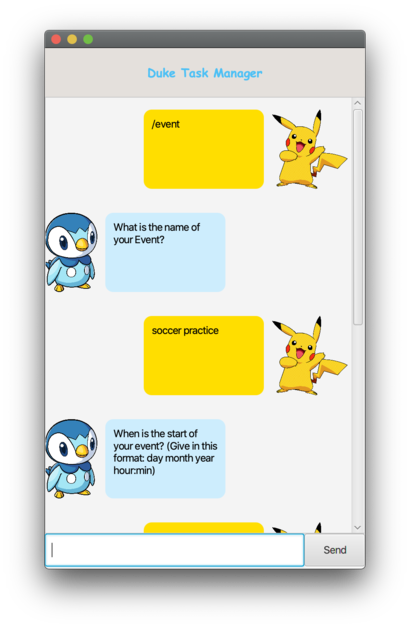 Duke Task Manager
/event
What is the name of
your Event?
soccer practice
When is the start of
your event? (Give in this
format: day month year
hour:min)
Send